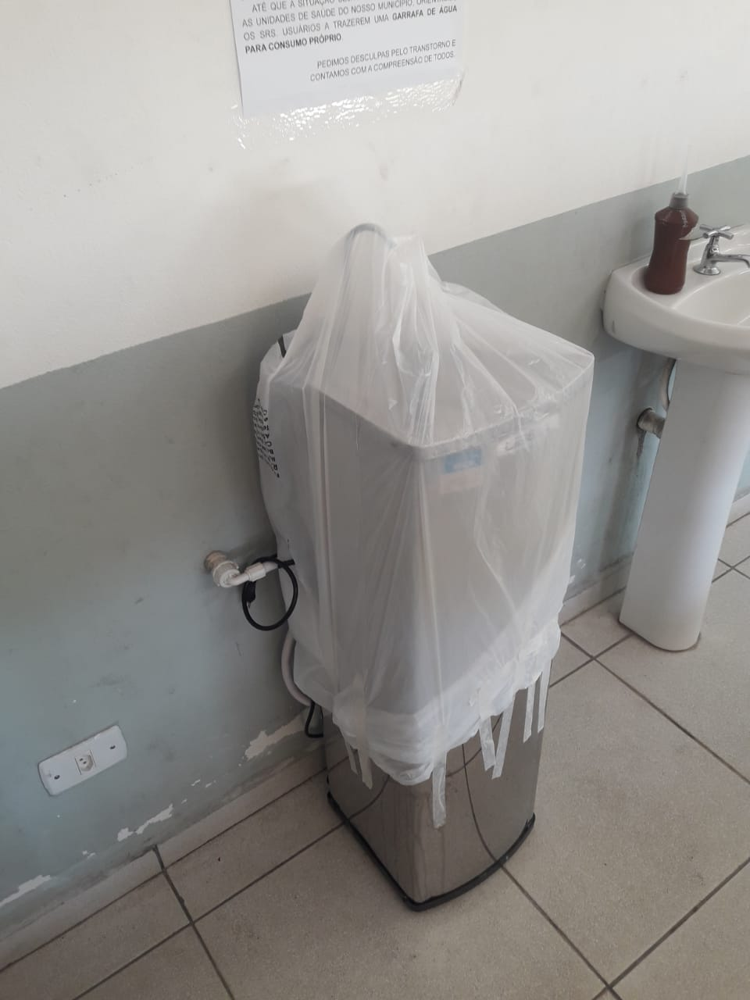 ATÉ QUE A SITUAÇÃO
AS UNIDADES DE SAÚDE DO NOSSO MUNICÍPIO,
OS SRS. USUÁRIOS A TRAZEREM UMA GARRAFA DE ÁGUA
PARA CONSUMO PRÓPRIO.
PEDIMOS DESCULPAS PELO TRANSTORNO E
CONTAMOS COM A COMPREENSÃO DE TODOS.